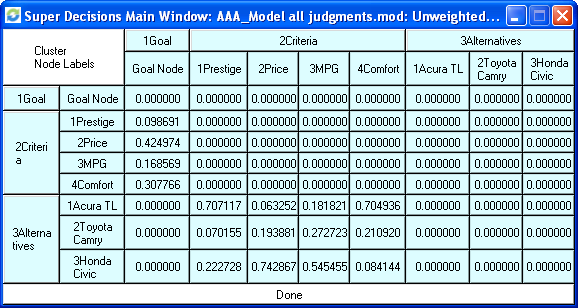 Super Decisions Main Window: AAA_Model all judgments.mod: Unweighted...
Cluster Node Labels 1Goal 2Criteria 3Alternatives
Goal Node 1Prestige 2Price 3MPG 4Comfort 1Acura TL 2Toyota Camry 3Honda Civic
1Goal Goal Node 0.000000 0.000000 0.000000 0.000000 0.000000 0.000000 0.000000 0.000000
2Criteria 1Prestige 0.098691 0.000000 0.000000 0.000000 0.000000 0.000000 0.000000 0.000000
2Price 0.424974 0.000000 0.000000 0.000000 0.000000 0.000000 0.000000 0.000000
3MPG 0.168569 0.000000 0.000000 0.000000 0.000000 0.000000 0.000000 0.000000
4Comfort 0.307766 0.000000 0.000000 0.000000 0.000000 0.000000 0.000000 0.000000
3Alternatives 1Acura TL 0.000000 0.707117 0.063252 0.181821 0.704936 0.000000 0.000000 0.000000
2Toyota Camry 0.000000 0.070155 0.193881 0.272723 0.210920 0.000000 0.000000 0.000000
3Honda Civic 0.000000 0.222728 0.742867 0.545455 0.084144 0.000000 0.000000 0.000000
Done